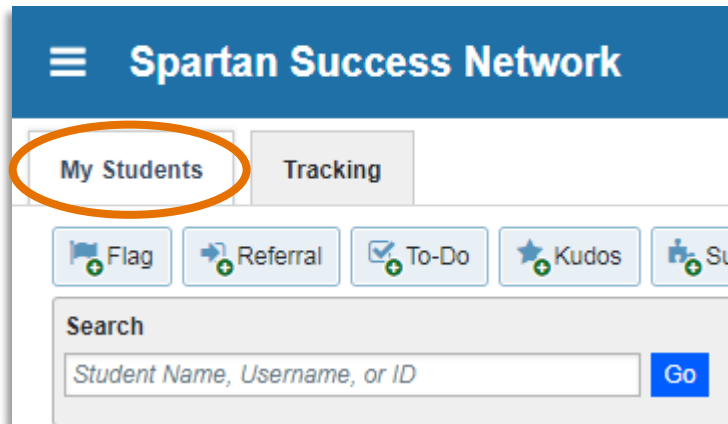 Spartan Success Network
My Students Tracking
Flag Referral To-Do Kudos
Search
Student Name, Username, or ID Go